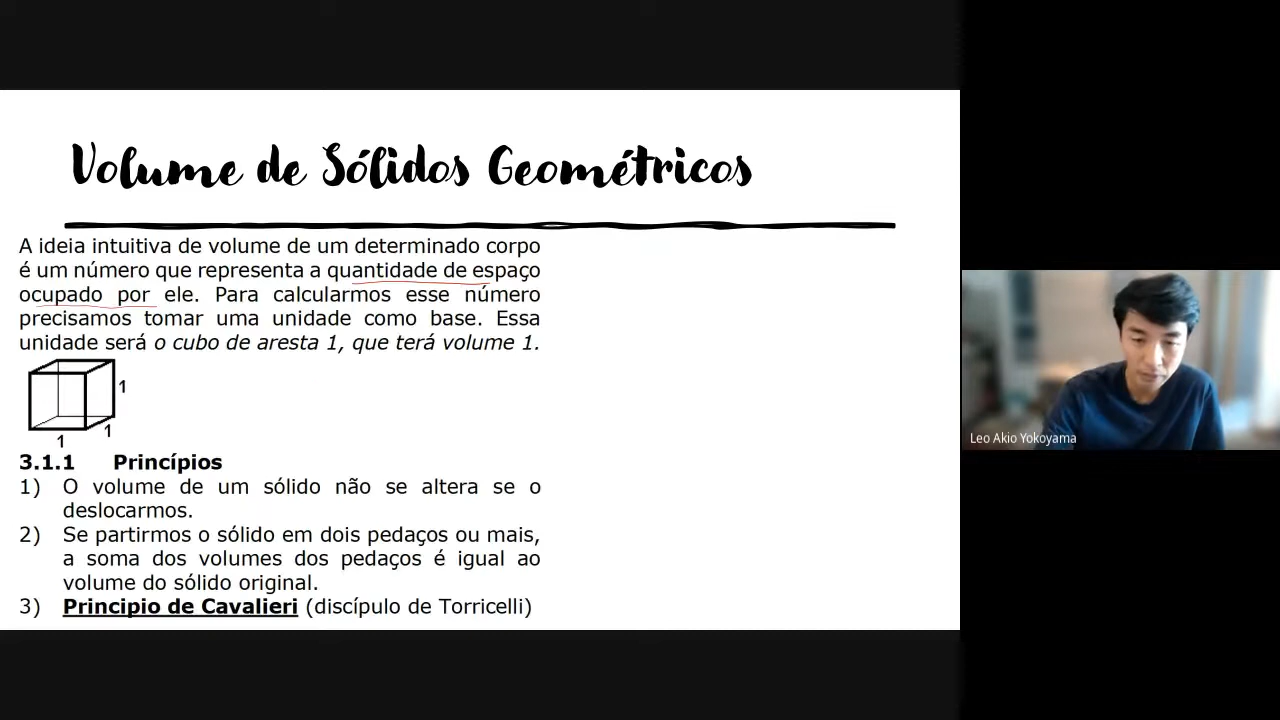 Volume de Sólidos Geométricos
A ideia intuitiva de volume de um determinado corpo
é um número que representa a quantidade de espaço
ocupado por ele. Para calcularmos esse número
precisamos tomar uma unidade como base. Essa
unidade será o cubo de aresta 1, que terá volume 1.
1
1
1
3.1.1 Princípios
1) O volume de um sólido não se altera se o
deslocarmos.
2) Se partirmos o sólido em dois pedaços ou mais,
a soma dos volumes dos pedaços é igual ao
volume do sólido original.
3) Principio de Cavalieri (discípulo de Torricelli)
Leo Akio Yokoyama